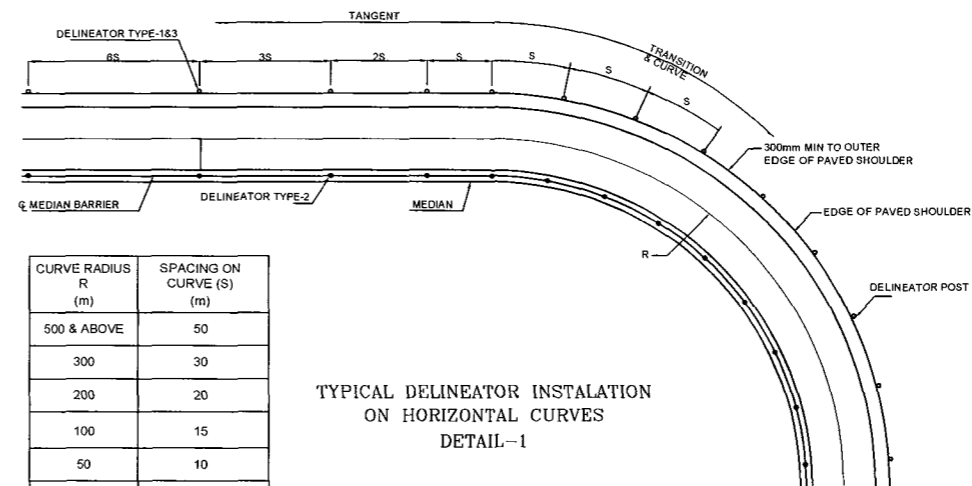 TANGENT
DELINEATOR TYPE-1&3
6S
3S
2S
S
S
S
S
TRANSITION
& CURVE
300mm MIN TO OUTER
EDGE OF PAVED SHOULDER
℄ MEDIAN BARRIER
DELINEATOR TYPE-2
MEDIAN
EDGE OF PAVED SHOULDER
R
DELINEATOR POST
CURVE RADIUS
R
(m)
SPACING ON
CURVE (S)
(m)
500 & ABOVE
50
300
30
200
20
100
15
50
10
TYPICAL DELINEATOR INSTALATION
ON HORIZONTAL CURVES
DETAIL-1